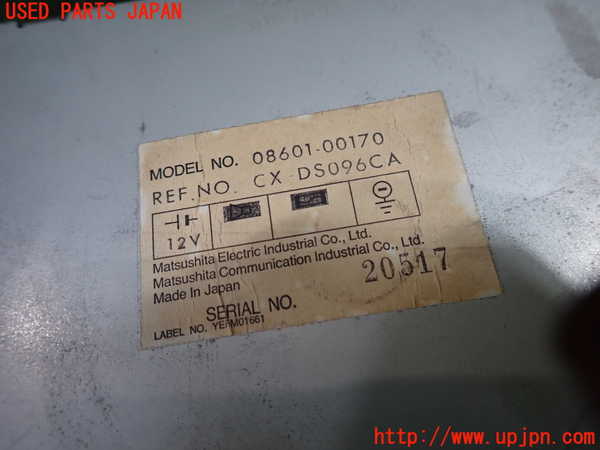 USED PARTS JAPAN
MODEL NO. 08601-00170
REF.NO. CX DS096CA
12V
Matsushita Electric Industrial Co., Ltd.
Matsushita Communication Industrial Co., Ltd.
Made In Japan
20517
SERIAL NO.
LABEL NO. YEFM01661
http://www.upjpn.com